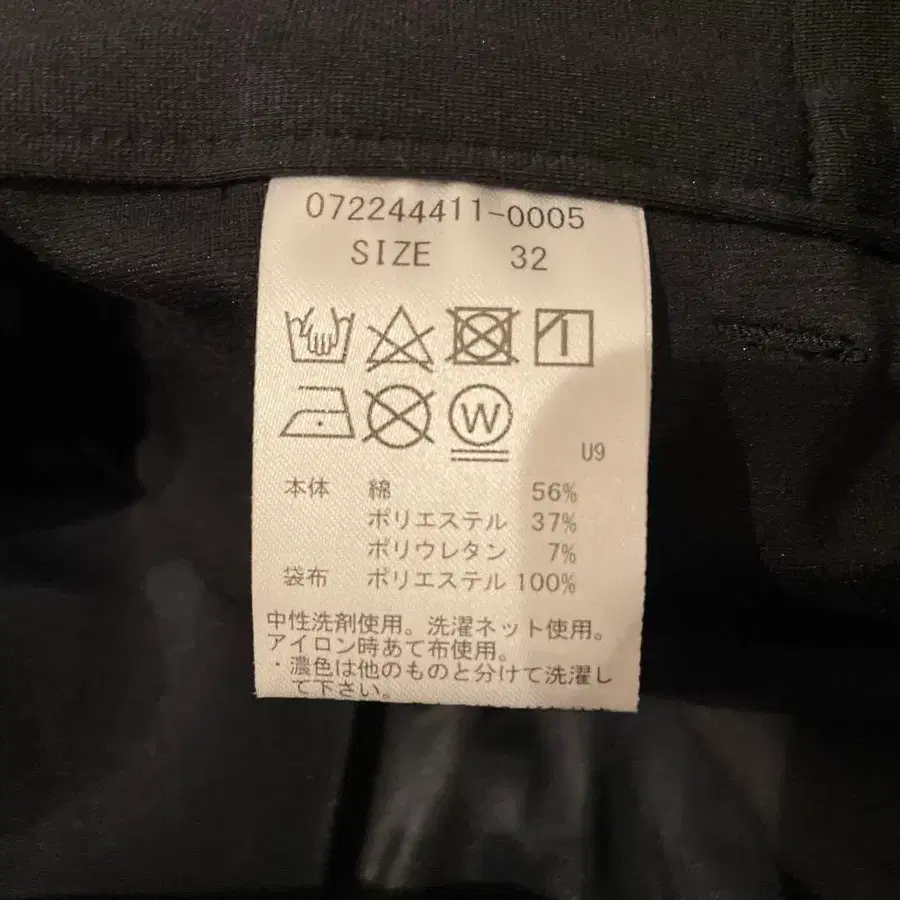 072244411-0005
SIZE 32
W
U9
本体 綿 56%
ポリエステル 37%
ポリウレタン 7%
袋布 ポリエステル 100%
中性洗剤使用。洗濯ネット使用。
アイロン時あて布使用。
・濃色は他のものと分けて洗濯し
て下さい。